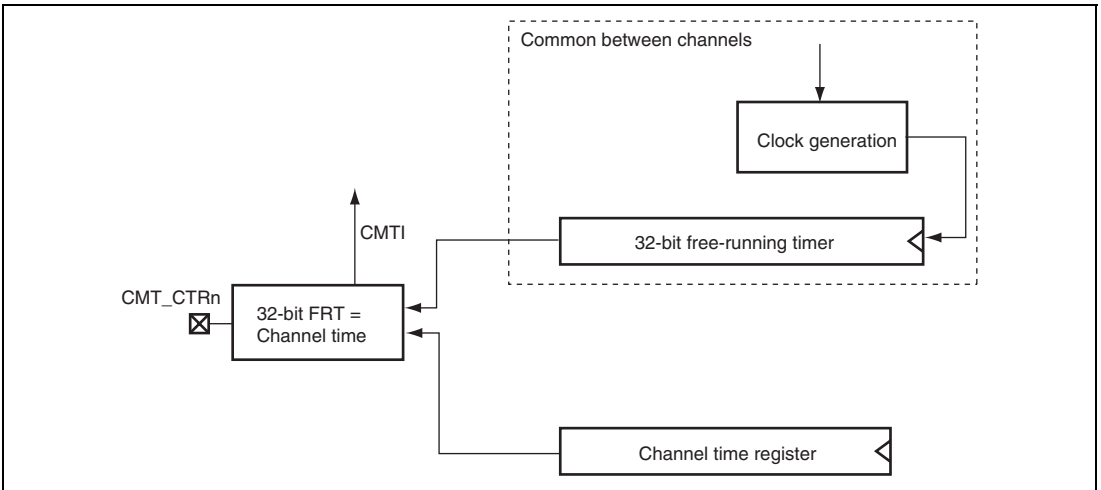 Common between channels
Clock generation
32-bit free-running timer
CMTI
CMT_CTRn
32-bit FRT =
Channel time
Channel time register